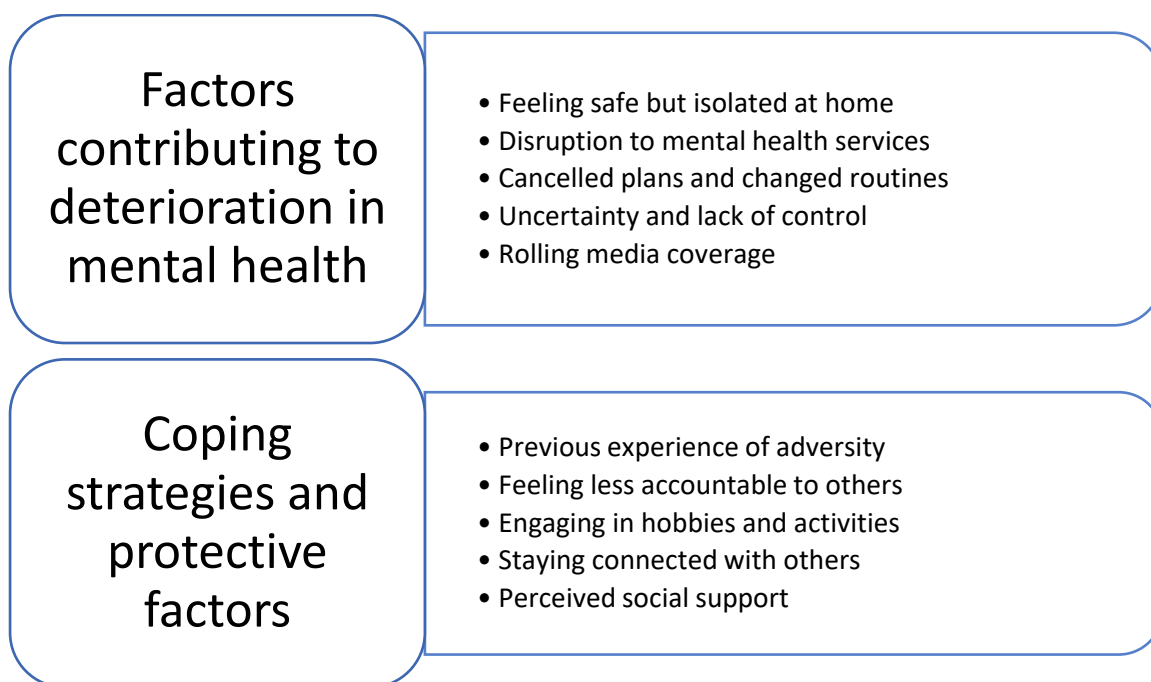 Factors
contributing to
deterioration in
mental health
• Feeling safe but isolated at home
• Disruption to mental health services
• Cancelled plans and changed routines
• Uncertainty and lack of control
• Rolling media coverage
Coping
strategies and
protective
factors
• Previous experience of adversity
• Feeling less accountable to others
• Engaging in hobbies and activities
• Staying connected with others
• Perceived social support